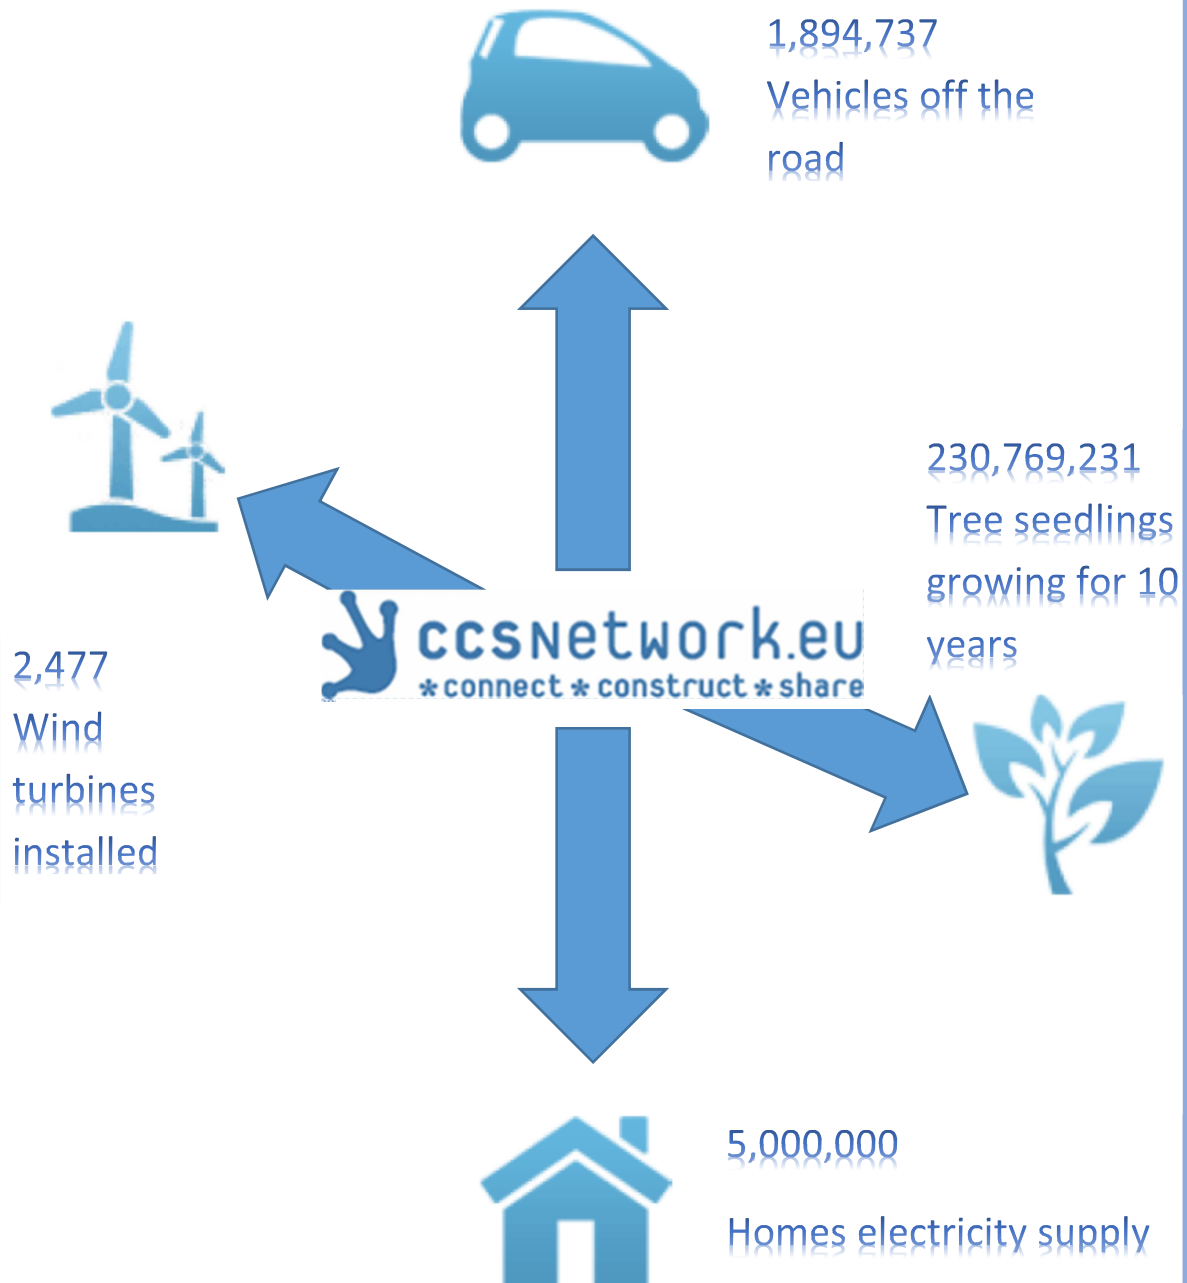 1,894,737
Vehicles off the
road
230,769,231
Tree seedlings
growing for 10
years
ccsnetwork.eu
*connect*construct*share
2,477
Wind
turbines
installed
5,000,000
Homes electricity supply